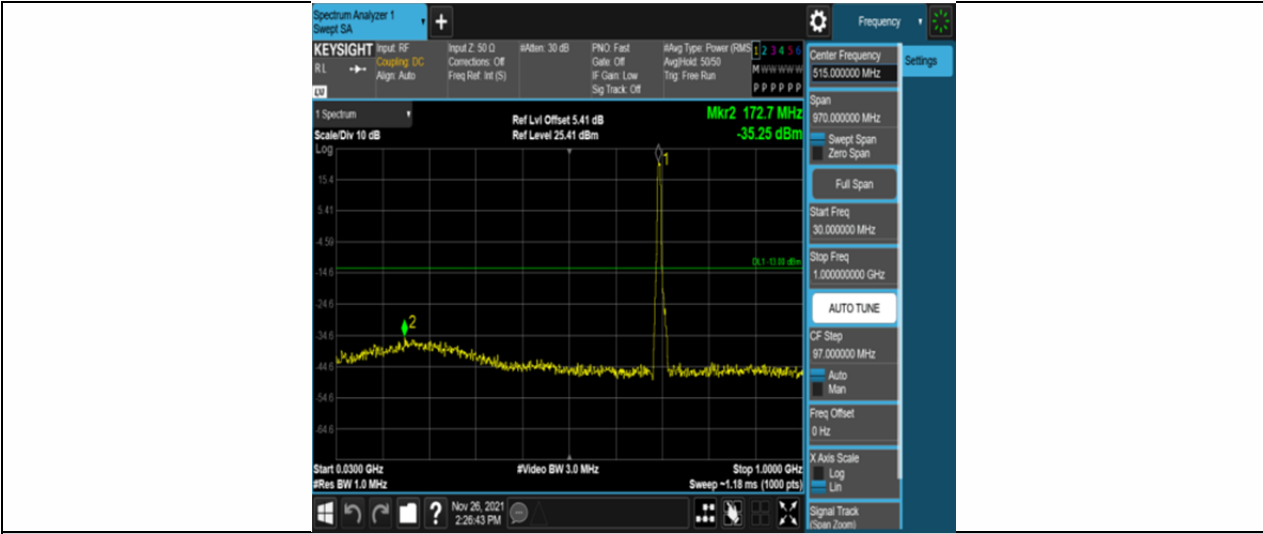 Spectrum Analyzer 1
Swept SA
Frequency
KEYSIGHT
Input: RF
Coupling: DC
Align: Auto
Input Z: 50 Ω
Corrections: Off
Freq Ref: Int (S)
#Atten: 30 dB
PNO: Fast
Gate: Off
IF Gain: Low
Sig Track: Off
#Avg Type: Power (RMS
Avg|Hold: 50/50
Trig: Free Run
1 2 3 4 5 6
M W W W W W
P P P P P P
RL
LV
1 Spectrum
Scale/Div 10 dB
Ref Lvl Offset 5.41 dB
Ref Level 25.41 dBm
Mkr2 172.7 MHz
-35.25 dBm
Log
15.4
5.41
-4.59
-14.6
-24.6
-34.6
-44.6
-54.6
-64.6
1
2
DL1 -13.00 dBm
Start 0.0300 GHz
#Res BW 1.0 MHz
#Video BW 3.0 MHz
Stop 1.0000 GHz
Sweep ~1.18 ms (1000 pts)
Nov 26, 2021
2:26:43 PM
Center Frequency
515.000000 MHz
Settings
Span
970.000000 MHz
Swept Span
Zero Span
Full Span
Start Freq
30.000000 MHz
Stop Freq
1.000000000 GHz
AUTO TUNE
CF Step
97.000000 MHz
Auto
Man
Freq Offset
0 Hz
X Axis Scale
Log
Lin
Signal Track
(Span Zoom)